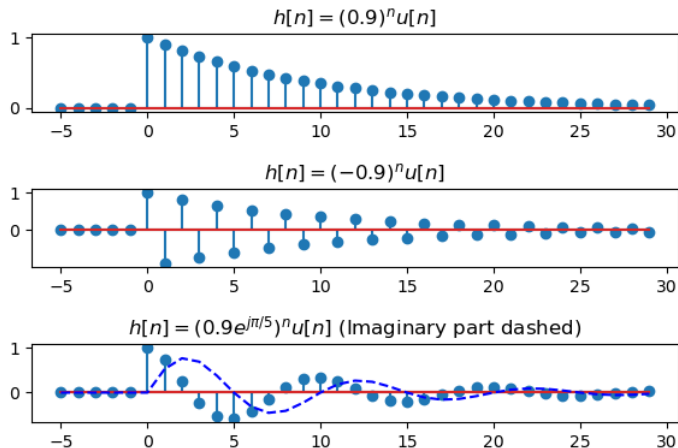 h[n] = (0.9)ⁿu[n]
1
0
−5 0 5 10 15 20 25 30
h[n] = (−0.9)ⁿu[n]
1
0
−5 0 5 10 15 20 25 30
h[n] = (0.9e^{jπ/5})ⁿu[n] (Imaginary part dashed)
1
0
−5 0 5 10 15 20 25 30